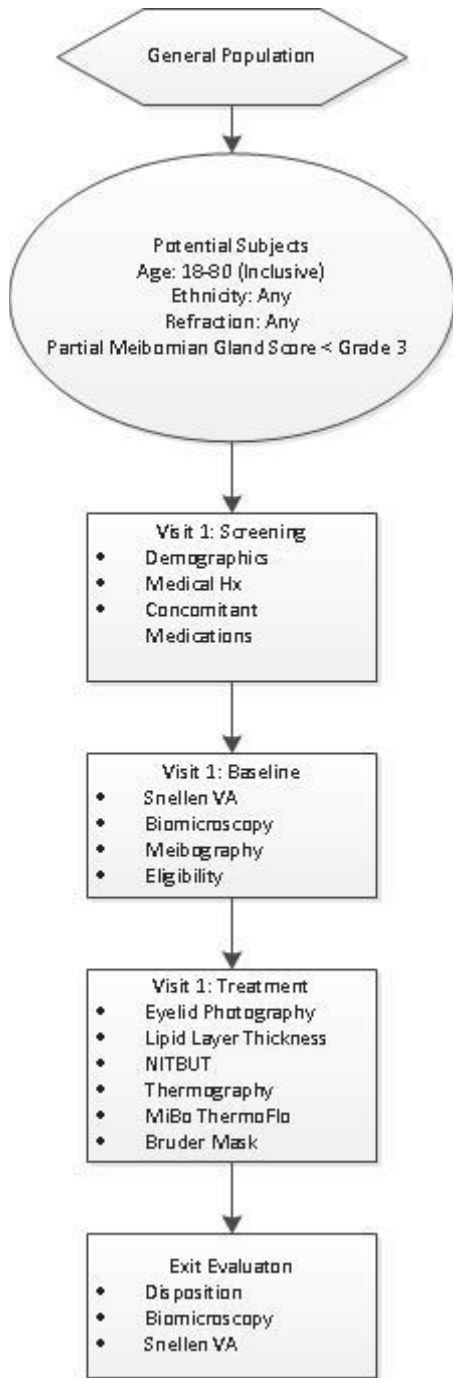 General Population
Potential Subjects
Age: 18-80 (Inclusive)
Ethnicity: Any
Refraction: Any
Partial Meibomian Gland Score < Grade 3
Visit 1: Screening
• Demographics
• Medical Hx
• Concomitant
Medications
Visit 1: Baseline
• Snellen VA
• Biomicroscopy
• Meibography
• Eligibility
Visit 1: Treatment
• Eyelid Photography
• Lipid Layer Thickness
• NITBUT
• Thermography
• MiBo ThermoFlo
• Bruder Mask
Exit Evaluaton
• Disposition
• Biomicroscopy
• Snellen VA